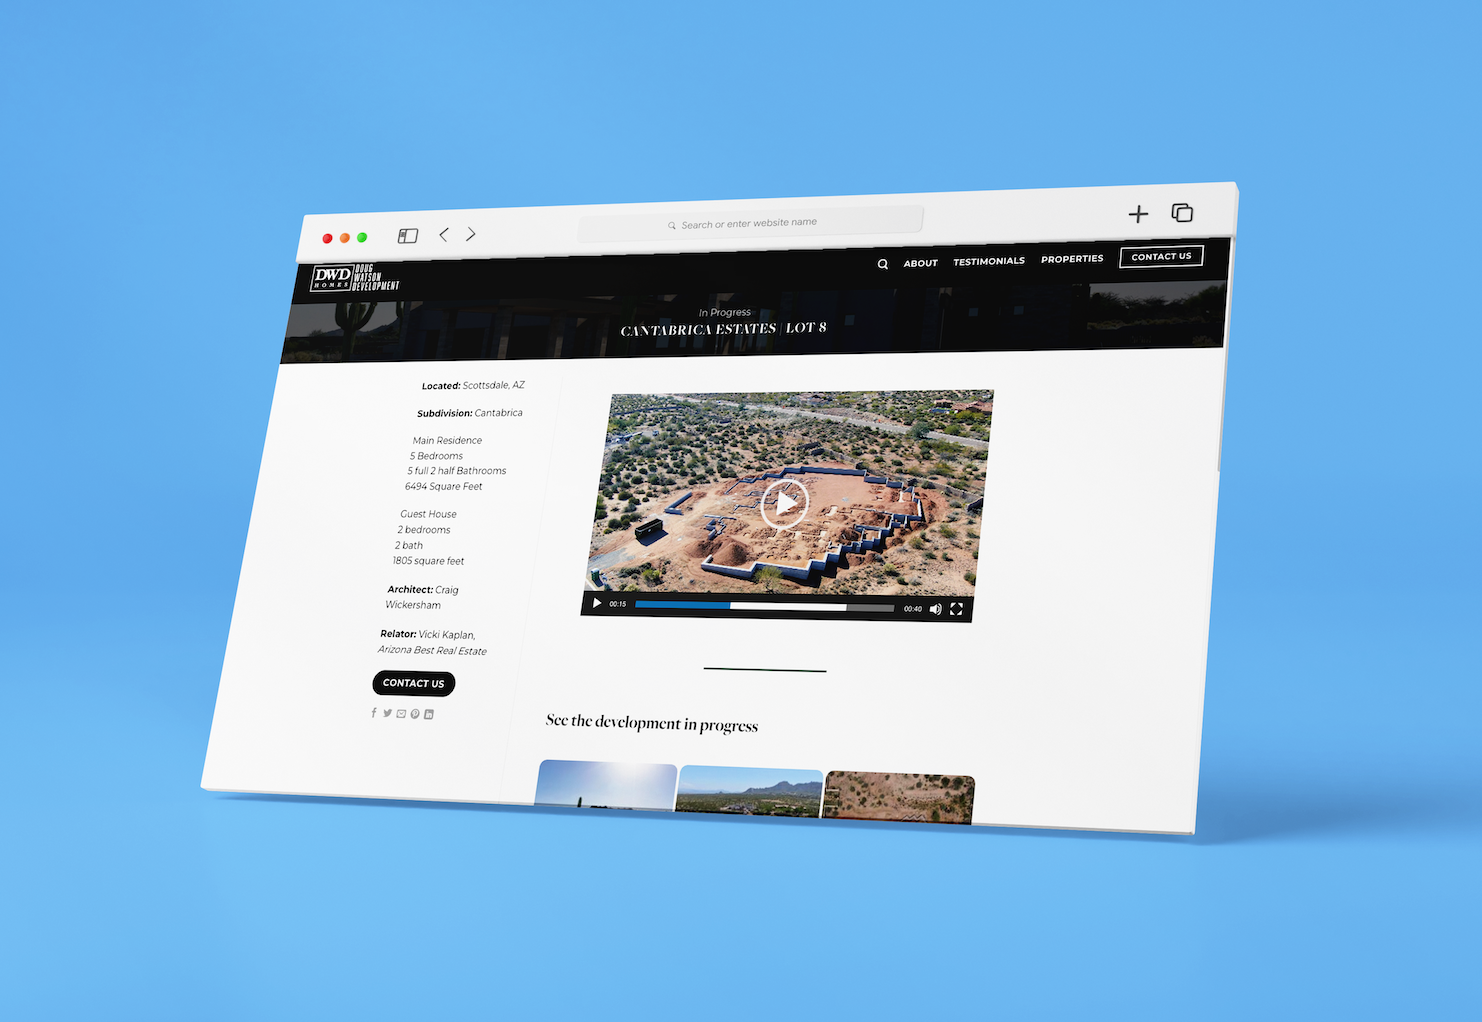 Search or enter website name
DWD
HOMES
DOUG
WATSON
DEVELOPMENT
ABOUT
TESTIMONIALS
PROPERTIES
CONTACT US
In Progress
CANTABRICA ESTATES | LOT 8
Located: Scottsdale, AZ
Subdivision: Cantabrica
Main Residence
5 Bedrooms
5 full 2 half Bathrooms
6494 Square Feet
Guest House
2 bedrooms
2 bath
1805 square feet
Architect: Craig
Wickersham
Relator: Vicki Kaplan,
Arizona Best Real Estate
CONTACT US
00:15
00:40
See the development in progress